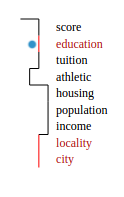 score
education
tuition
athletic
housing
population
income
locality
city